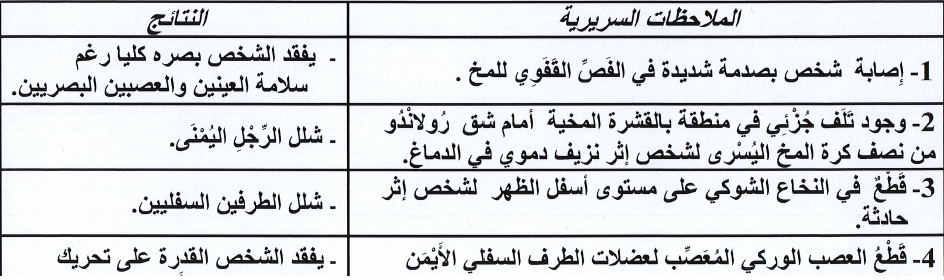 الملاحظات السريرية
النتائج
1- إصابة شخص بصدمة شديدة في الفَصِّ القَفَوِي للمخ .
- يفقد الشخص بصره كليا رغم
سلامة العينين والعصبين البصريين.
2- وجود تَلَف جُزْئِي في منطقة بالقشرة المخية أمام شق رُولانْدُو
من نصف كرة المخ اليُسْرى لشخص إثر نزيف دموي في الدماغ.
- شلل الرِّجْلِ اليُمْنَى.
3- قَطْعٌ في النخاع الشوكي على مستوى أسفل الظهر لشخص إثر
حادثة.
- شلل الطرفين السفليين.
4- قَطْعُ العصب الوركي المُعَصِّب لعضلات الطرف السفلي الأَيْمَن
- يفقد الشخص القدرة على تحريك